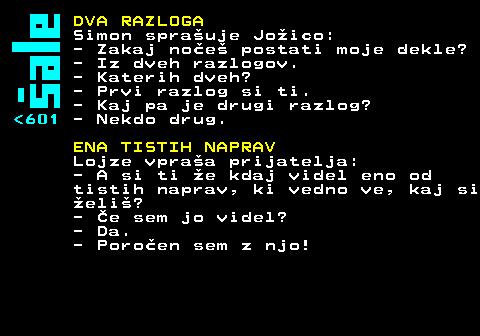 šale
DVA RAZLOGA
Simon sprašuje Jožico:
- Zakaj nočeš postati moje dekle?
- Iz dveh razlogov.
- Katerih dveh?
- Prvi razlog si ti.
- Kaj pa je drugi razlog?
<601 - Nekdo drug.
ENA TISTIH NAPRAV
Lojze vpraša prijatelja:
- A si ti že kdaj videl eno od
tistih naprav, ki vedno ve, kaj si
želiš?
- Če sem jo videl?
- Da.
- Poročen sem z njo!